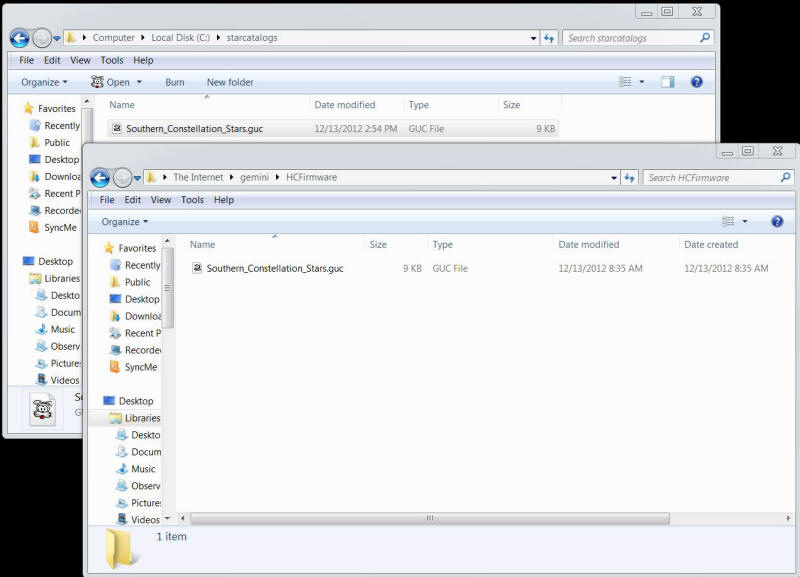 Computer Local Disk (C:) starcatalogs Search starcatalogs
File Edit View Tools Help
Organize Open Burn New folder
Favorites
Recently
Public
Desktop
Downloa
Recent P
Recorde
SyncMe
Desktop
Libraries
Deskto
Docum
Music
Observ
Pictures
Videos
Name Date modified Type Size
Southern_Constellation_Stars.guc 12/13/2012 2:54 PM GUC File 9 KB
The Internet gemini HCFirmware Search HCFirmware
File Edit View Tools Help
Organize
Favorites
Recently
Public
Desktop
Downloa
Recent P
Recorde
SyncMe
Desktop
Libraries
Deskto
Docum
Music
Observ
Pictures
Videos
Name Size Type Date modified Date created
Southern_Constellation_Stars.guc 9 KB GUC File 12/13/2012 8:35 AM 12/13/2012 8:35 AM
1 item